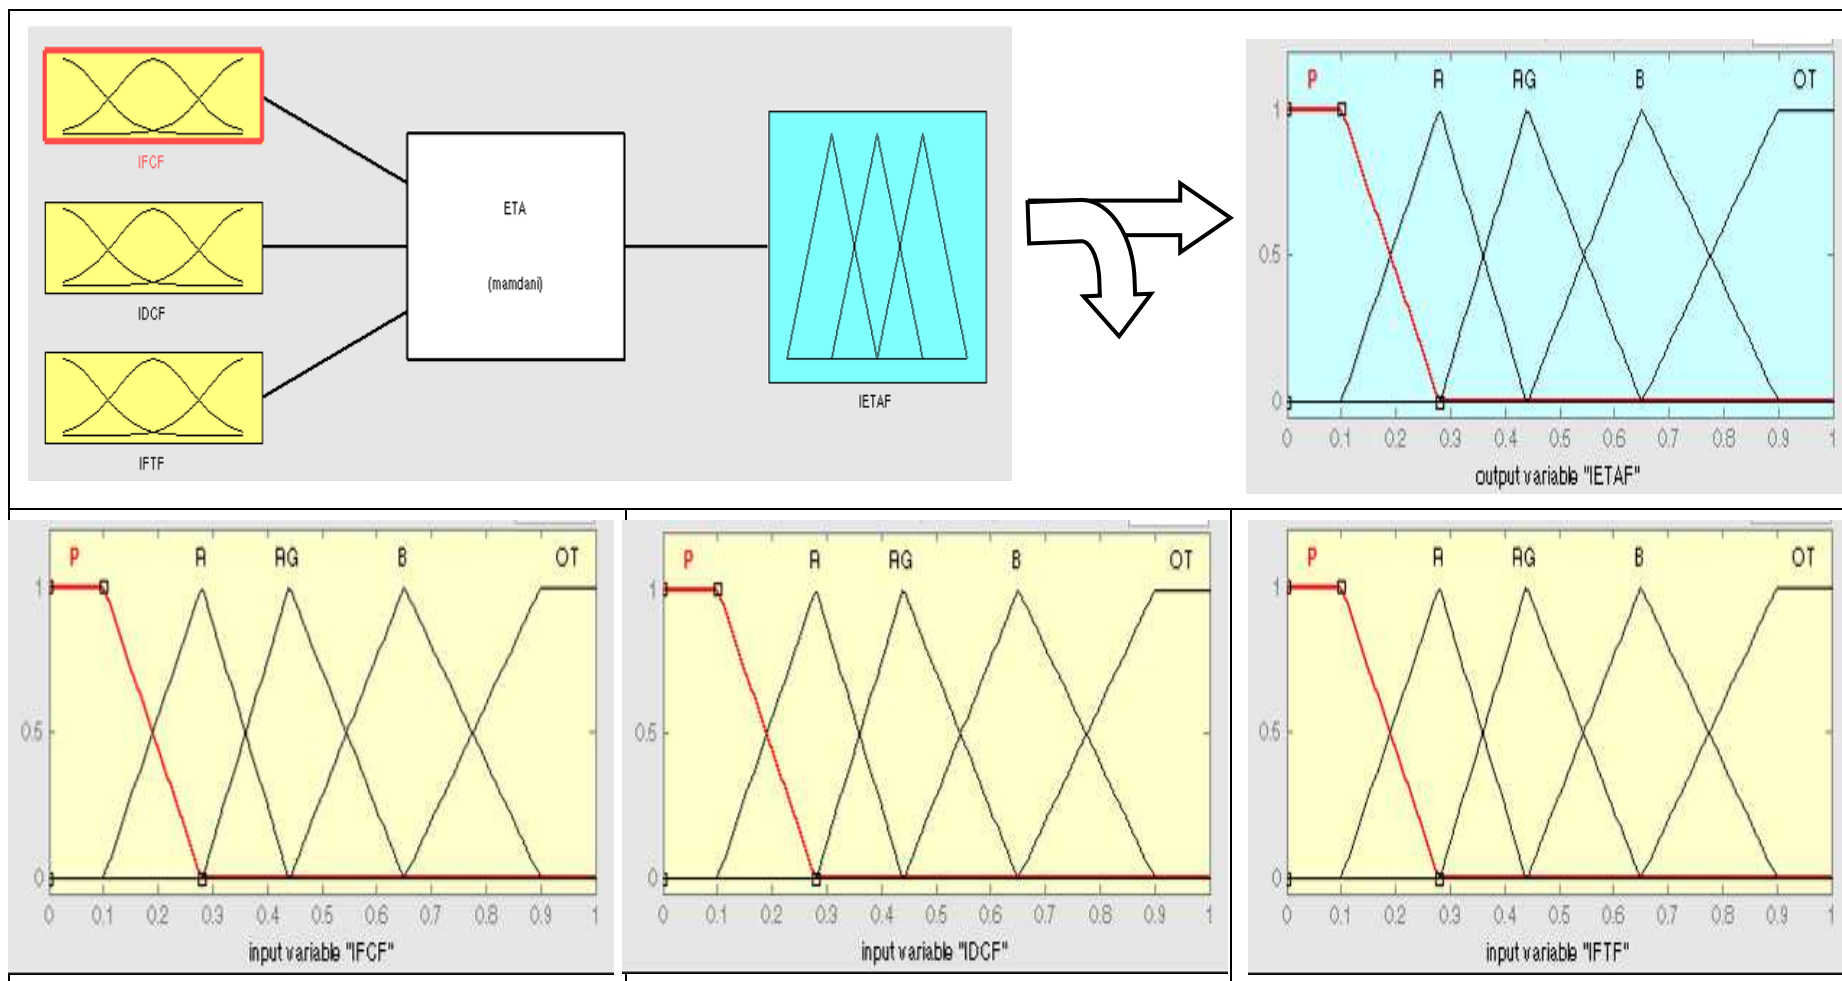 IFCF
IDCF
IFTF
ETA
(mamdani)
IETAF
P A AG B OT
1
0.5
0
0 0.1 0.2 0.3 0.4 0.5 0.6 0.7 0.8 0.9 1
output variable "IETAF"
P A AG B OT
1
0.5
0
0 0.1 0.2 0.3 0.4 0.5 0.6 0.7 0.8 0.9 1
input variable "IFCF"
P A AG B OT
1
0.5
0
0 0.1 0.2 0.3 0.4 0.5 0.6 0.7 0.8 0.9 1
input variable "IDCF"
P A AG B OT
1
0.5
0
0 0.1 0.2 0.3 0.4 0.5 0.6 0.7 0.8 0.9 1
input variable "IFTF"